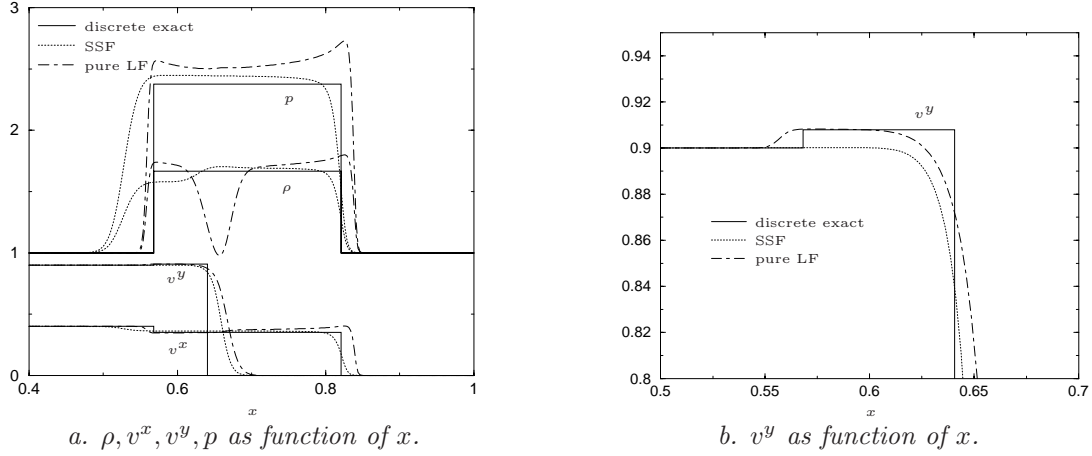 3
2
1
0
discrete exact
SSF
pure LF
p
ρ
v^y
v^x
0.4
0.6
0.8
1
x
a. ρ, v^x, v^y, p as function of x.
0.94
0.92
0.9
0.88
0.86
0.84
0.82
0.8
v^y
discrete exact
SSF
pure LF
0.5
0.55
0.6
0.65
0.7
x
b. v^y as function of x.